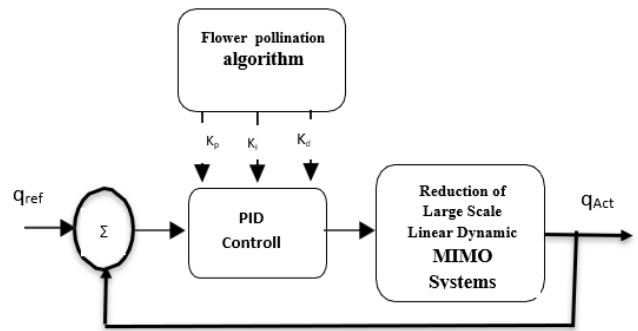 Flower pollination
algorithm
Kp
Ki
Kd
qref
Σ
PID
Controll
Reduction of
Large Scale
Linear Dynamic
MIMO
Systems
qAct